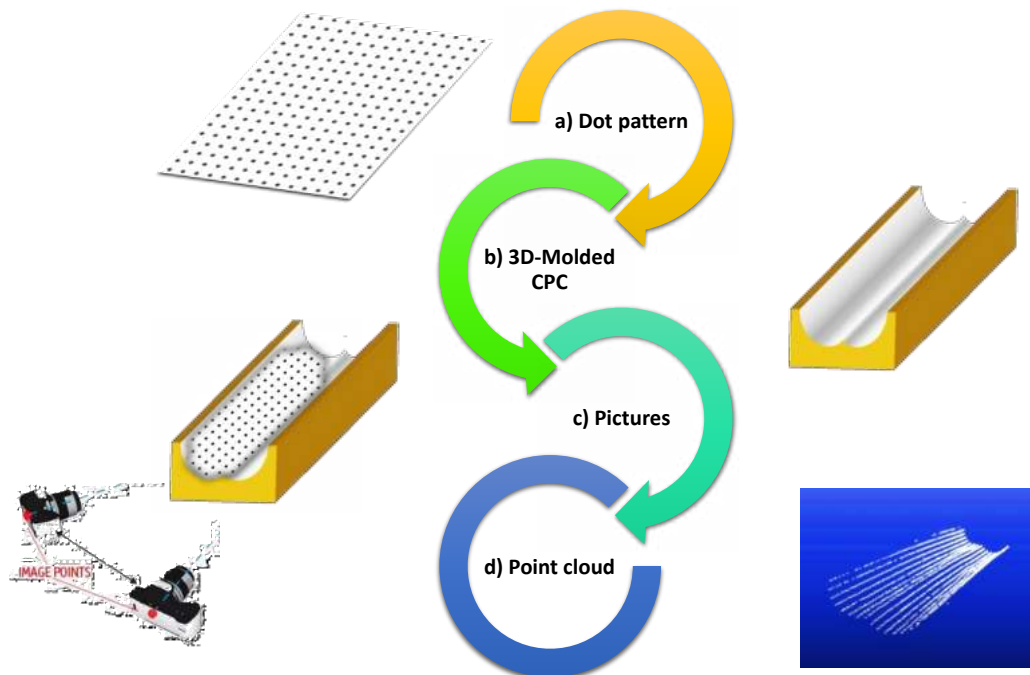 a) Dot pattern
b) 3D-Molded
CPC
c) Pictures
IMAGE POINTS
d) Point cloud